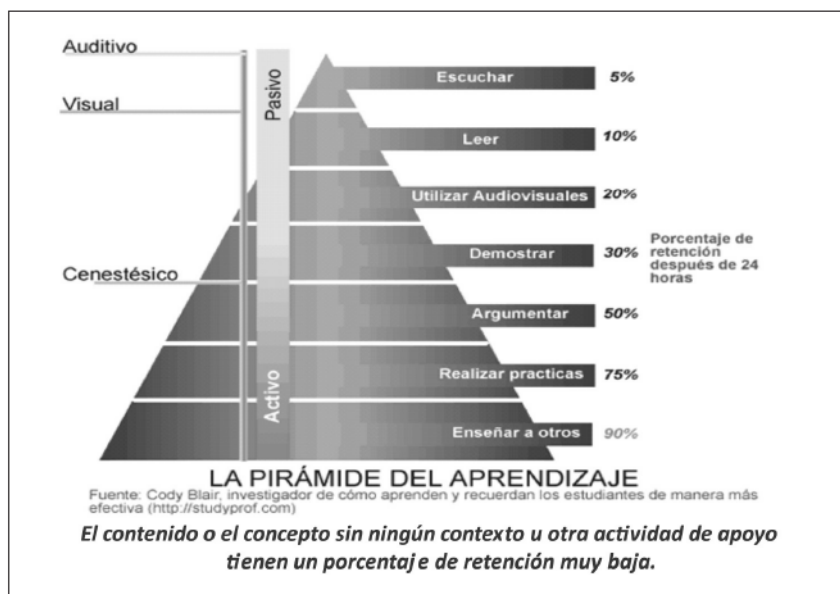 Auditivo
Visual
Cenestésico
Pasivo
Activo
Escuchar 5%
Leer 10%
Utilizar Audiovisuales 20%
Demostrar 30%
Argumentar 50%
Realizar practicas 75%
Enseñar a otros 90%
Porcentaje de
retención
después de 24
horas
LA PIRÁMIDE DEL APRENDIZAJE
Fuente: Cody Blair, investigador de cómo aprenden y recuerdan los estudiantes de manera más
efectiva (http://studyprof.com)
El contenido o el concepto sin ningún contexto u otra actividad de apoyo
tienen un porcentaje de retención muy baja.